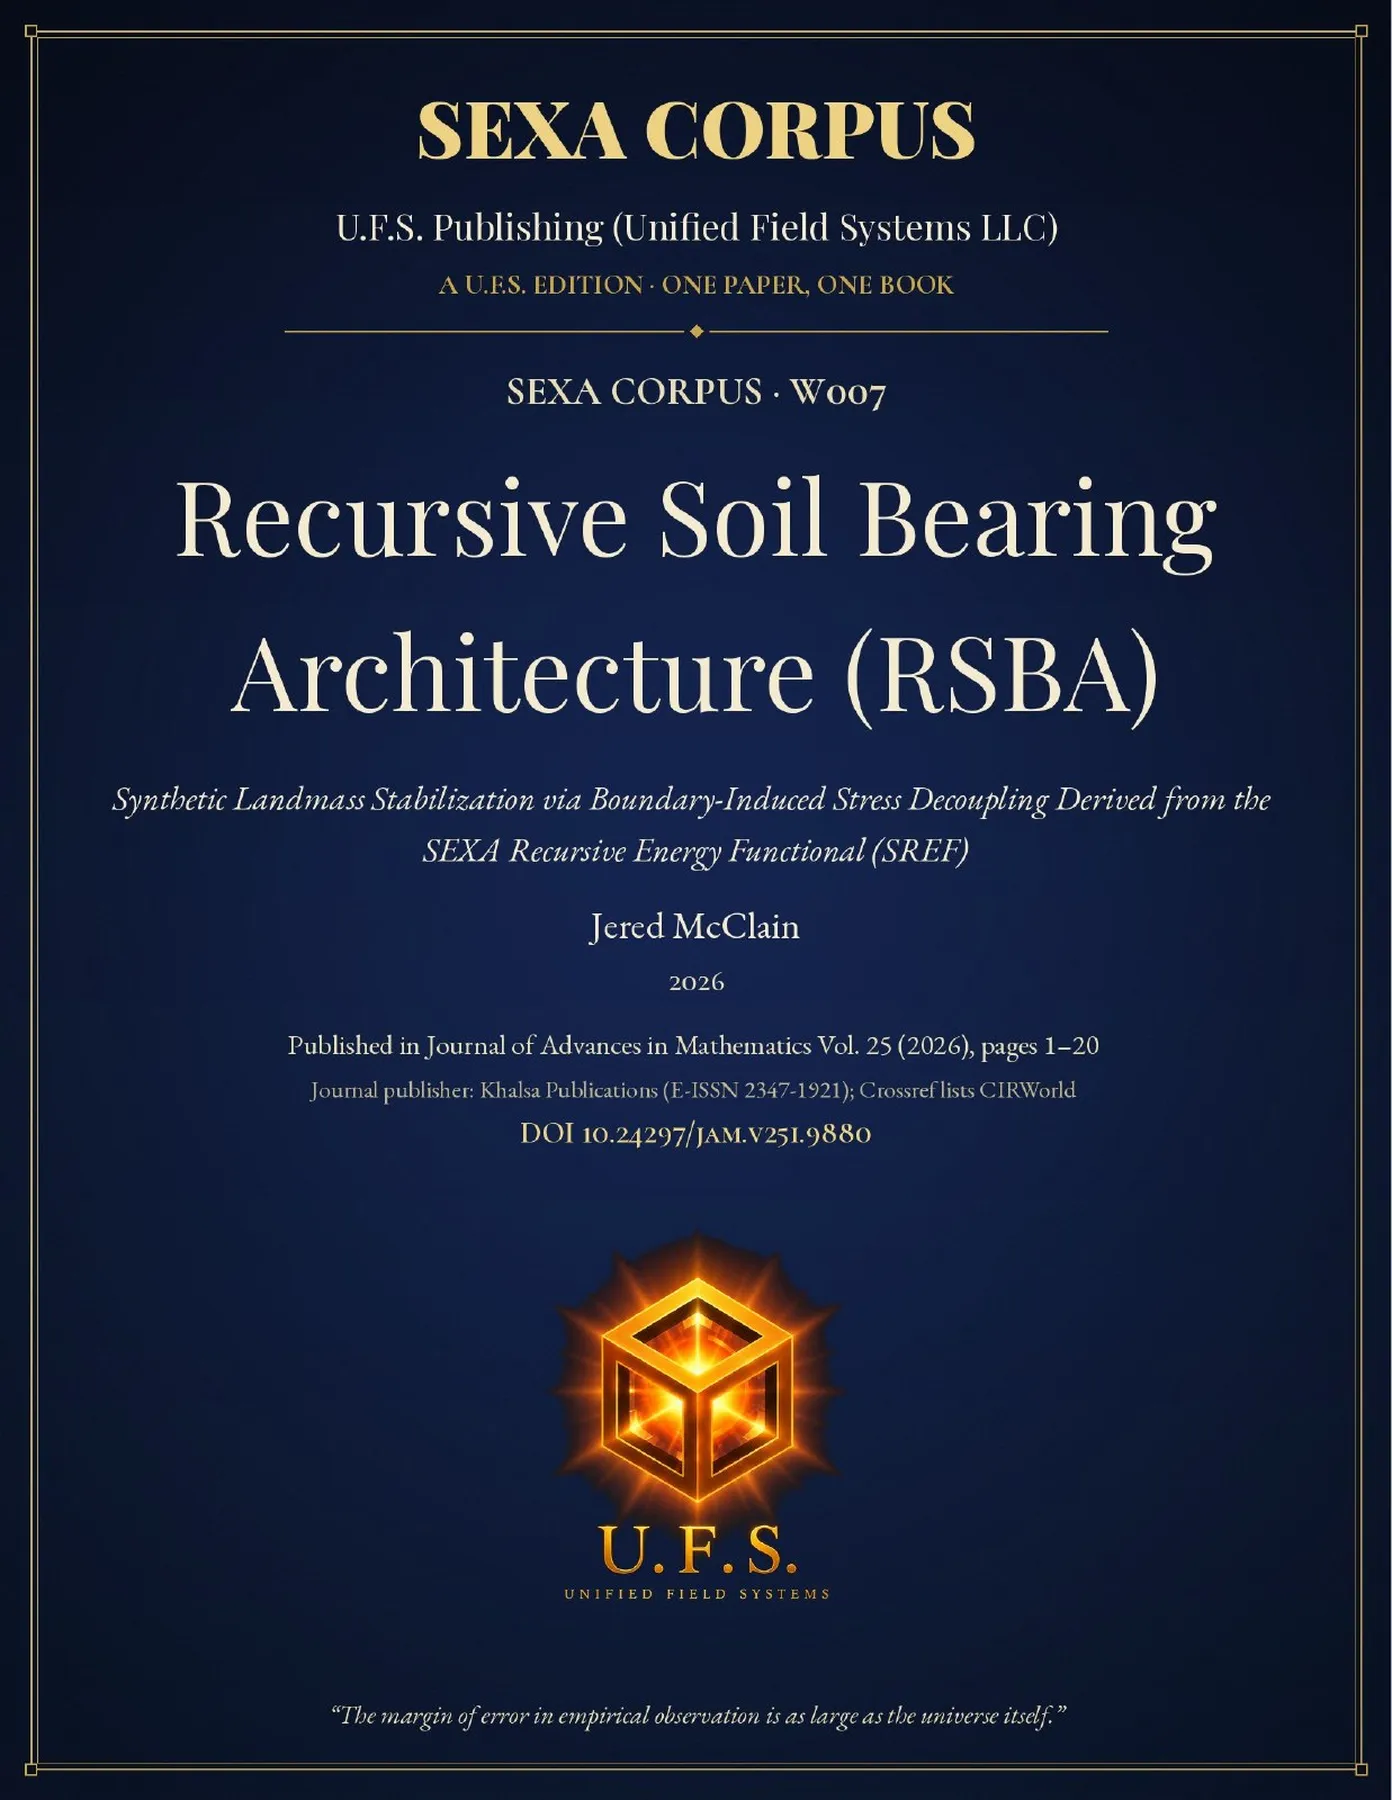 SEXA CORPUS
U.F.S. Publishing (Unified Field Systems LLC)
A U.F.S. EDITION · ONE PAPER, ONE BOOK
SEXA CORPUS · W007
Recursive Soil Bearing
Architecture (RSBA)
Synthetic Landmass Stabilization via Boundary-Induced Stress Decoupling Derived from the
SEXA Recursive Energy Functional (SREF)
Jered McClain
2026
Published in Journal of Advances in Mathematics Vol. 25 (2026), pages 1–20
Journal publisher: Khalsa Publications (E-ISSN 2347-1921); Crossref lists CIRWorld
DOI 10.24297/JAM.V25I.9880
U.F.S.
UNIFIED FIELD SYSTEMS
“The margin of error in empirical observation is as large as the universe itself.”